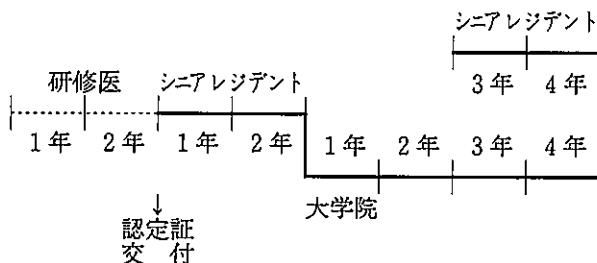 シニアレジデント
3年 4年
研修医 シニアレジデント
1年 2年 1年 2年 1年 2年 3年 4年
大学院
↓
認定証
交 付